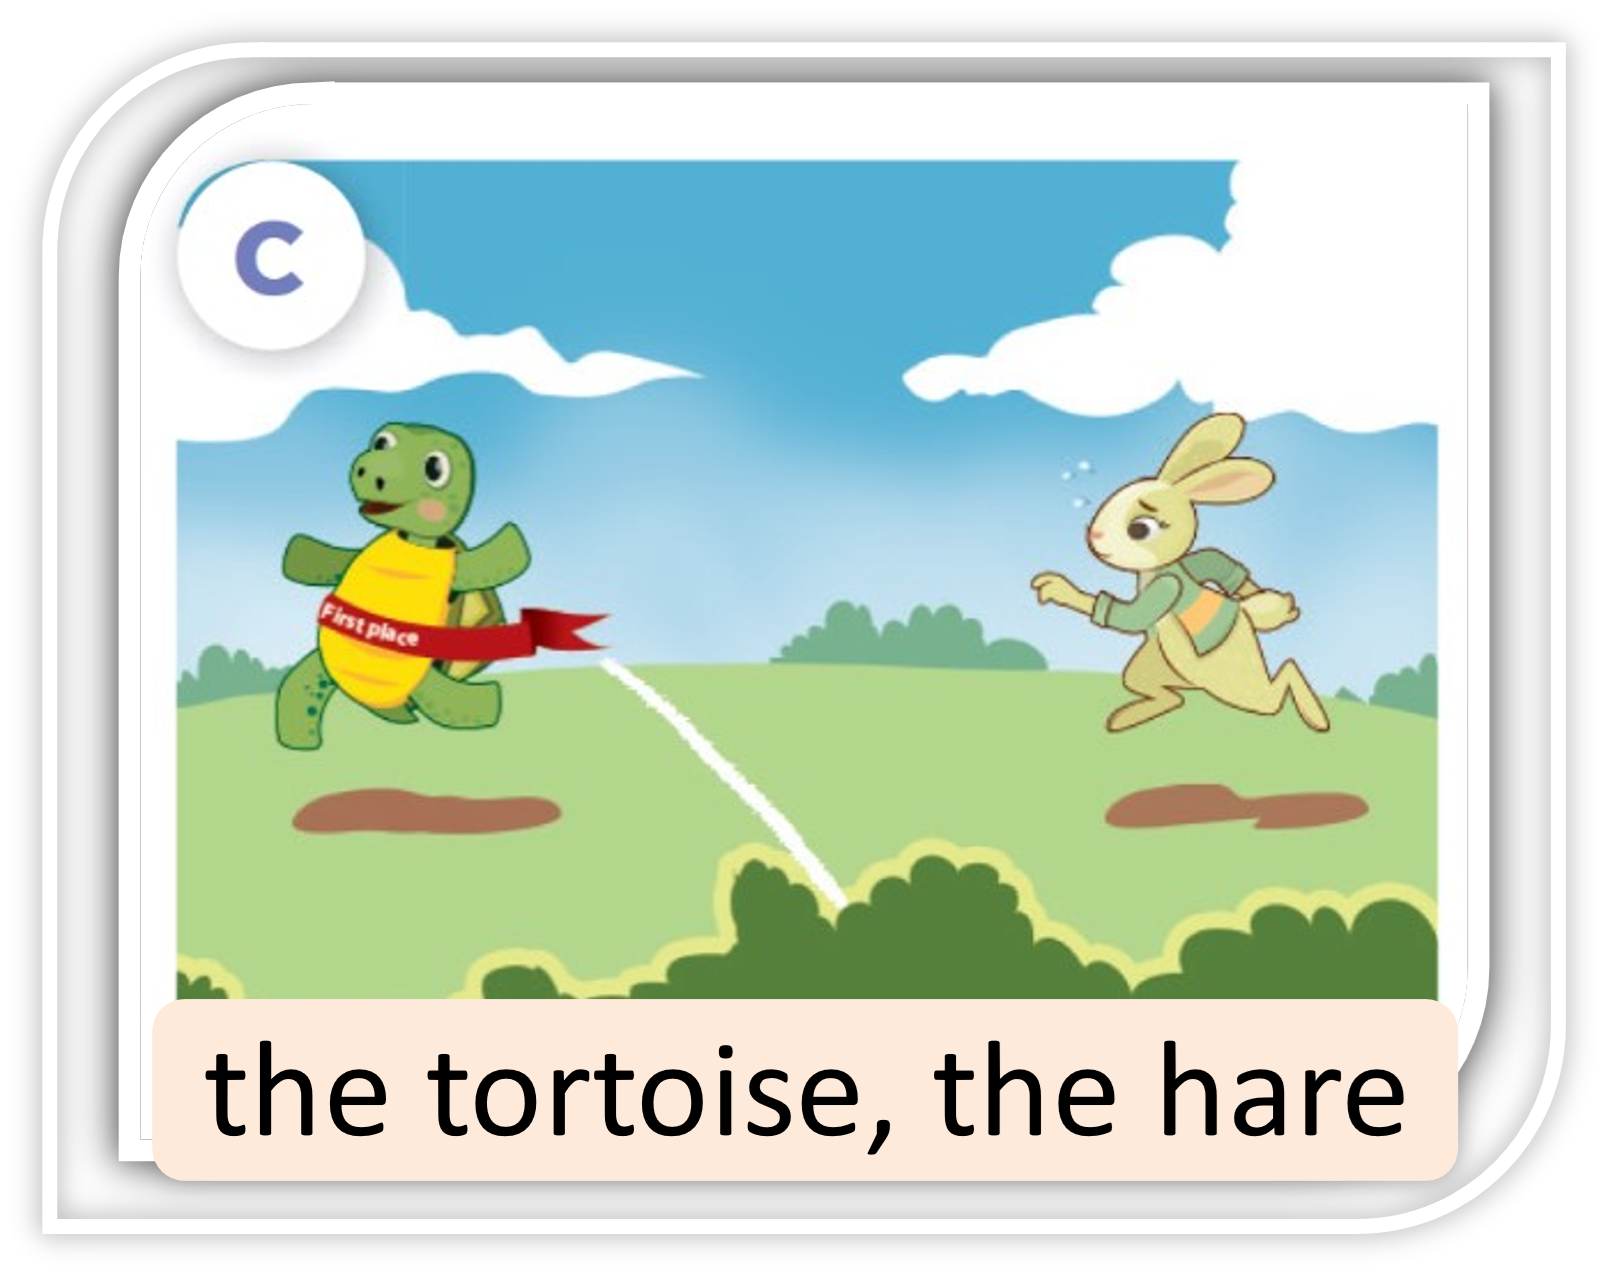 C
First place
the tortoise, the hare